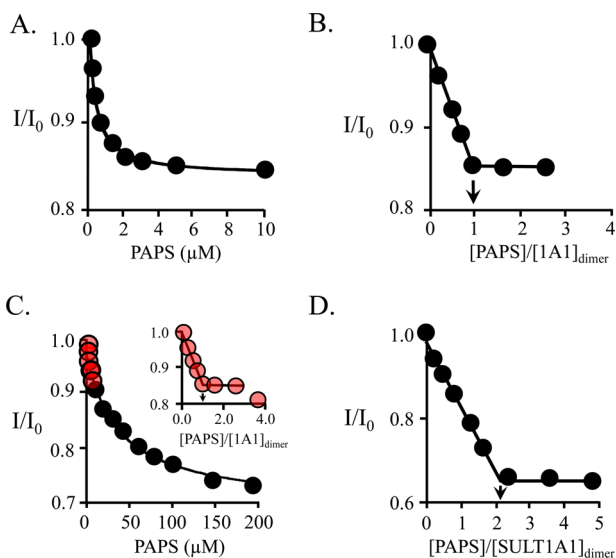 A.
1.0
0.9
0.8
I/I0
0 2 4 6 8 10
PAPS (μM)
B.
1.0
0.9
0.8
I/I0
0 1 2 3 4
[PAPS]/[1A1]dimer
C.
1.0
0.9
0.8
0.7
I/I0
0 50 100 150 200
PAPS (μM)
1.0
0.9
0.8
0.0 2.0 4.0
[PAPS]/[1A1]dimer
D.
1.0
0.8
0.6
I/I0
0 1 2 3 4 5
[PAPS]/[SULT1A1]dimer